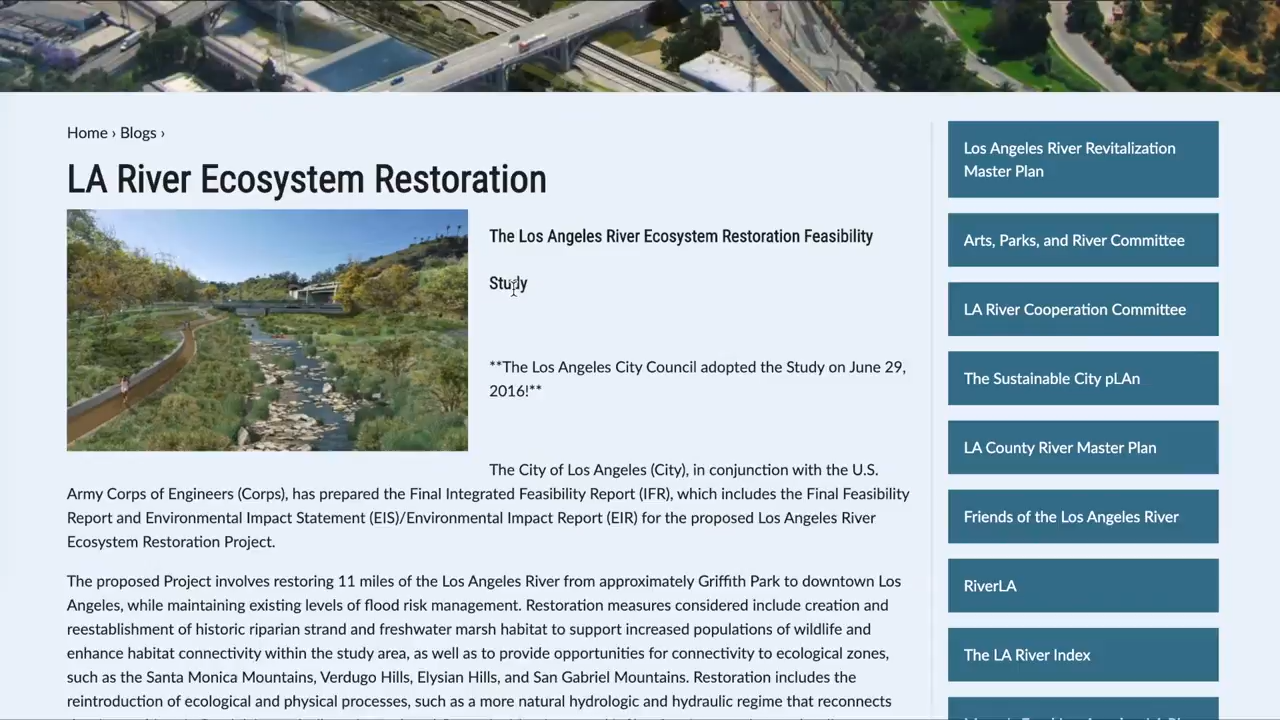 Home › Blogs ›
LA River Ecosystem Restoration
The Los Angeles River Ecosystem Restoration Feasibility
Study
**The Los Angeles City Council adopted the Study on June 29,
2016!**
The City of Los Angeles (City), in conjunction with the U.S.
Army Corps of Engineers (Corps), has prepared the Final Integrated Feasibility Report (IFR), which includes the Final Feasibility
Report and Environmental Impact Statement (EIS)/Environmental Impact Report (EIR) for the proposed Los Angeles River
Ecosystem Restoration Project.
The proposed Project involves restoring 11 miles of the Los Angeles River from approximately Griffith Park to downtown Los
Angeles, while maintaining existing levels of flood risk management. Restoration measures considered include creation and
reestablishment of historic riparian strand and freshwater marsh habitat to support increased populations of wildlife and
enhance habitat connectivity within the study area, as well as to provide opportunities for connectivity to ecological zones,
such as the Santa Monica Mountains, Verdugo Hills, Elysian Hills, and San Gabriel Mountains. Restoration includes the
reintroduction of ecological and physical processes, such as a more natural hydrologic and hydraulic regime that reconnects
Los Angeles River Revitalization
Master Plan
Arts, Parks, and River Committee
LA River Cooperation Committee
The Sustainable City pLAn
LA County River Master Plan
Friends of the Los Angeles River
RiverLA
The LA River Index